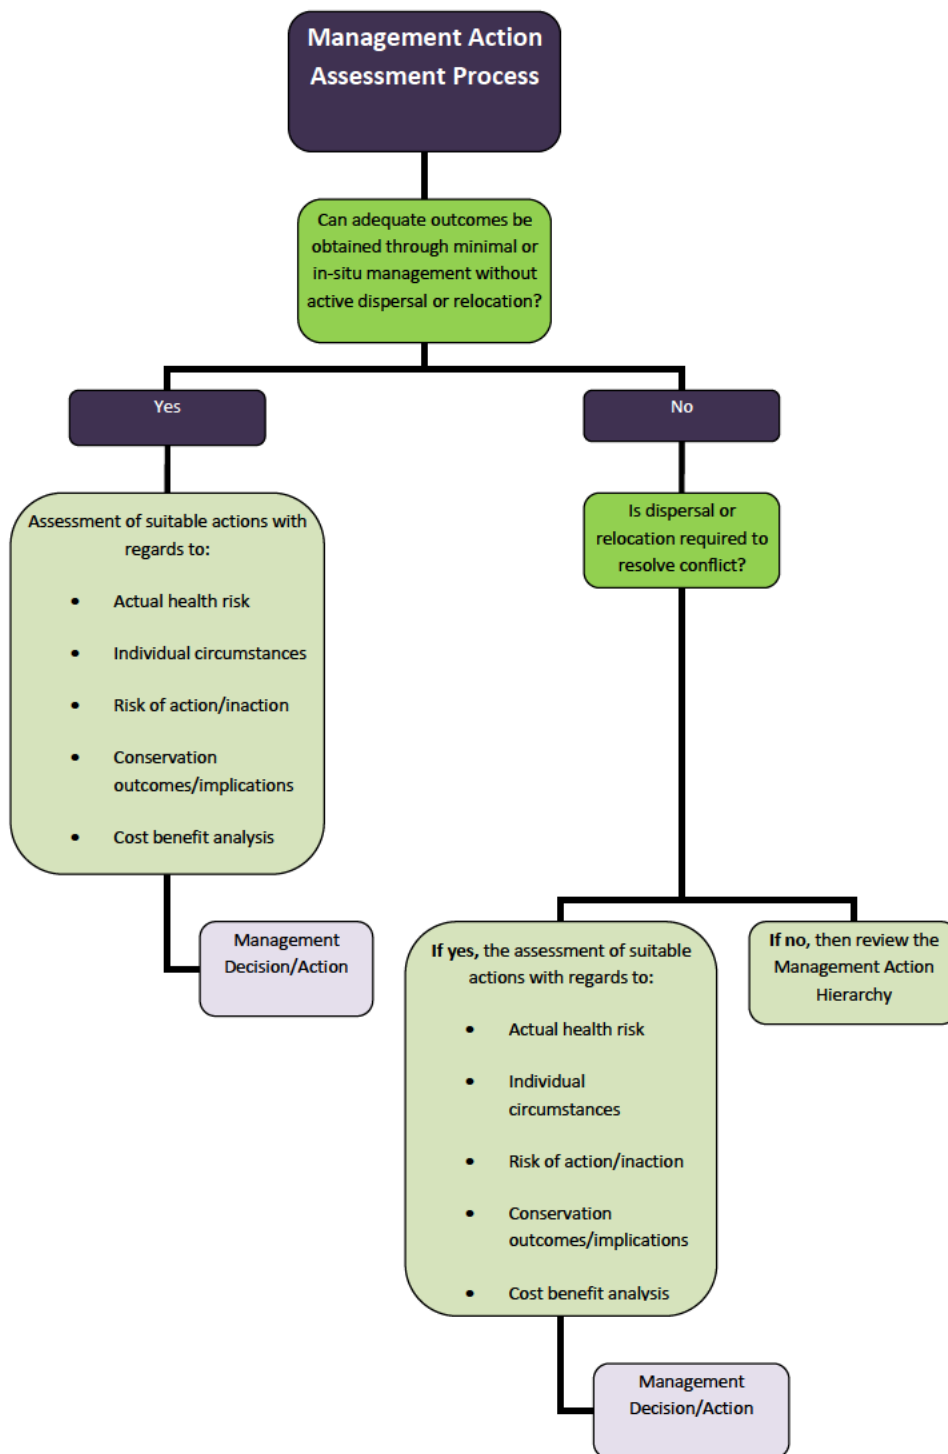 Management Action
Assessment Process
Can adequate outcomes be
obtained through minimal or
in-situ management without
active dispersal or relocation?
Yes
No
Assessment of suitable actions with
regards to:
• Actual health risk
• Individual circumstances
• Risk of action/inaction
• Conservation
outcomes/implications
• Cost benefit analysis
Management
Decision/Action
Is dispersal or
relocation required to
resolve conflict?
If yes, the assessment of suitable
actions with regards to:
• Actual health risk
• Individual
circumstances
• Risk of action/inaction
• Conservation
outcomes/implications
• Cost benefit analysis
Management
Decision/Action
If no, then review the
Management Action
Hierarchy